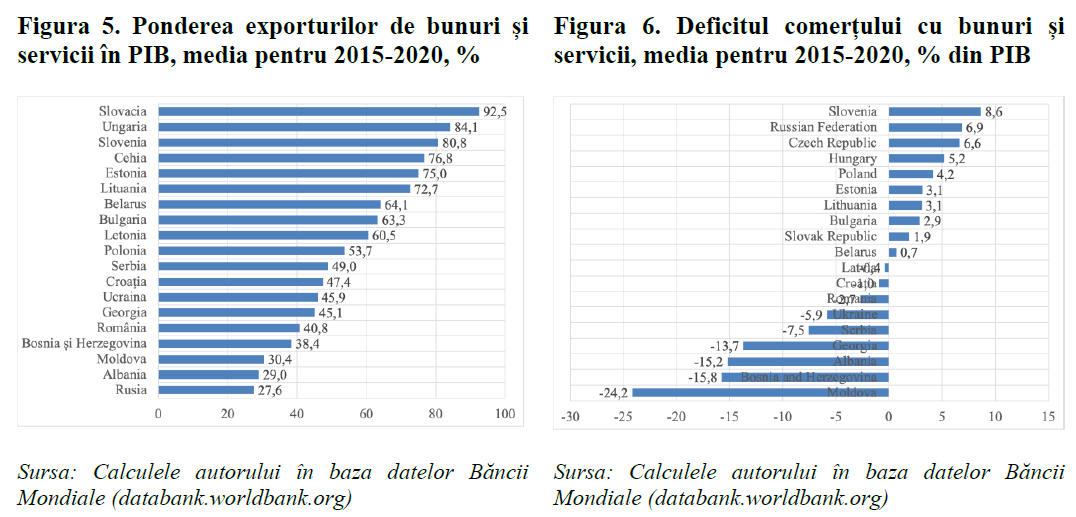 Figura 5. Ponderea exporturilor de bunuri și
servicii în PIB, media pentru 2015-2020, %
Slovacia 92,5
Ungaria 84,1
Slovenia 80,8
Cehia 76,8
Estonia 75,0
Lituania 72,7
Belarus 64,1
Bulgaria 63,3
Letonia 60,5
Polonia 53,7
Serbia 49,0
Croația 47,4
Ucraina 45,9
Georgia 45,1
România 40,8
Bosnia și Herzegovina 38,4
Moldova 30,4
Albania 29,0
Rusia 27,6
0 20 40 60 80 100
Sursa: Calculele autorului în baza datelor Băncii
Mondiale (databank.worldbank.org)
Figura 6. Deficitul comerțului cu bunuri și
servicii, media pentru 2015-2020, % din PIB
Slovenia 8,6
Russian Federation 6,9
Czech Republic 6,6
Hungary 5,2
Poland 4,2
Estonia 3,1
Lithuania 3,1
Bulgaria 2,9
Slovak Republic 1,9
Belarus 0,7
Latvia -0,4
Croatia -1,0
Romania -2,7
-5,9 Ukraine
-7,5 Serbia
-13,7 Georgia
-15,2 Albania
-15,8 Bosnia and Herzegovina
-24,2 Moldova
-30 -25 -20 -15 -10 -5 0 5 10 15
Sursa: Calculele autorului în baza datelor Băncii
Mondiale (databank.worldbank.org)